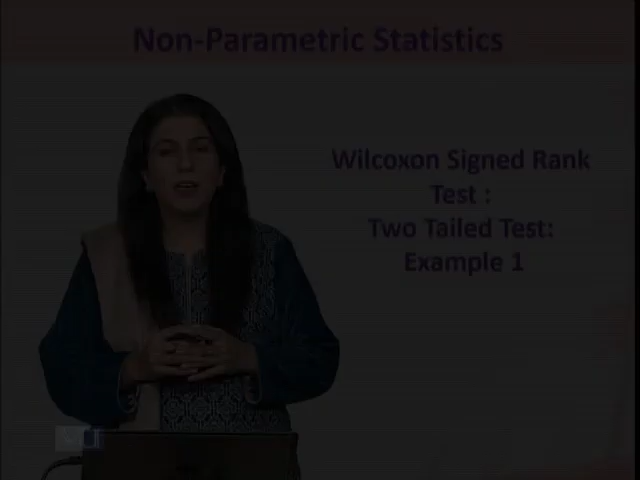 Non-Parametric Statistics
Wilcoxon Signed Rank
Test :
Two Tailed Test:
Example 1